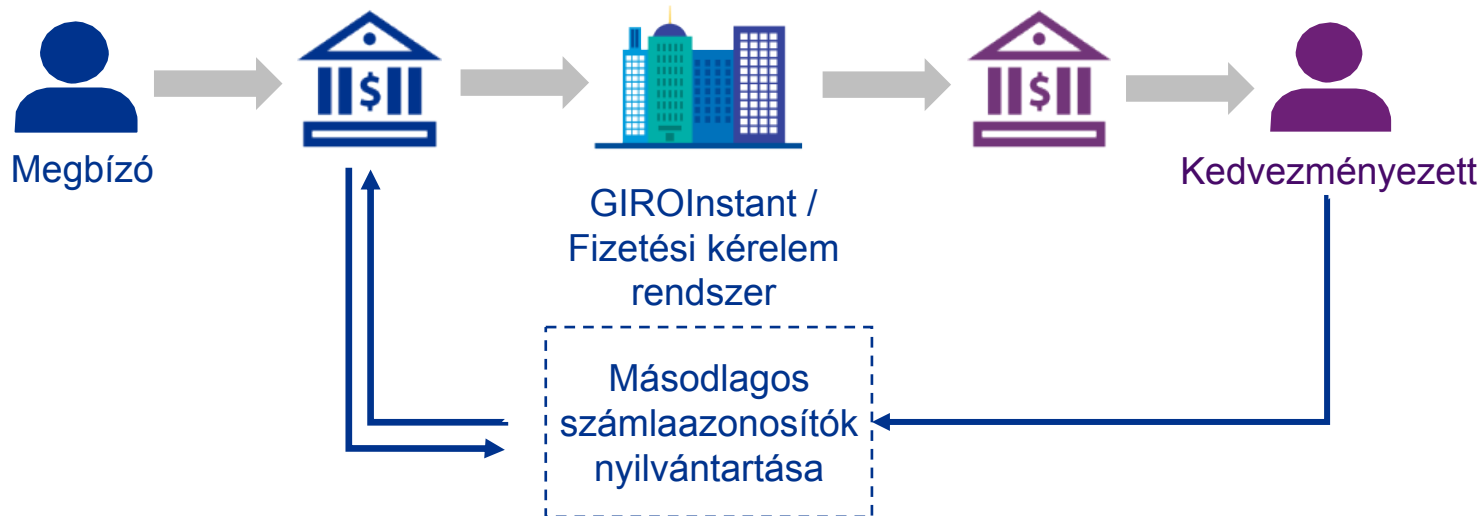 Megbízó
$
$
Kedvezményezett
GIROInstant /
Fizetési kérelem
rendszer
Másodlagos
számlaazonosítók
nyilvántartása